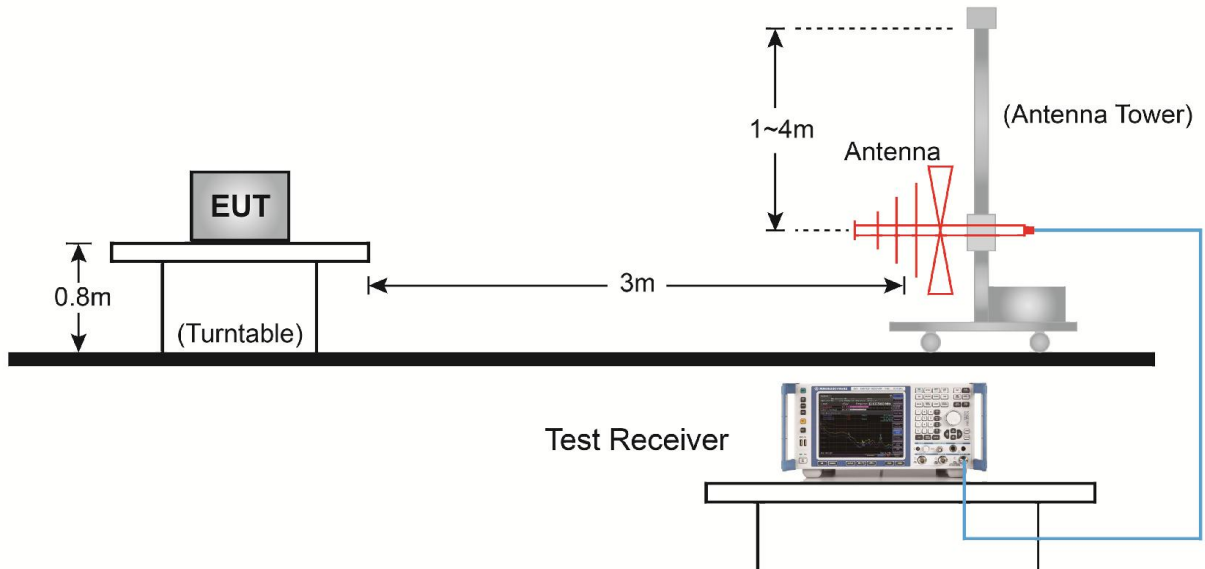 1~4m
(Antenna Tower)
Antenna
EUT
0.8m
3m
(Turntable)
Test Receiver